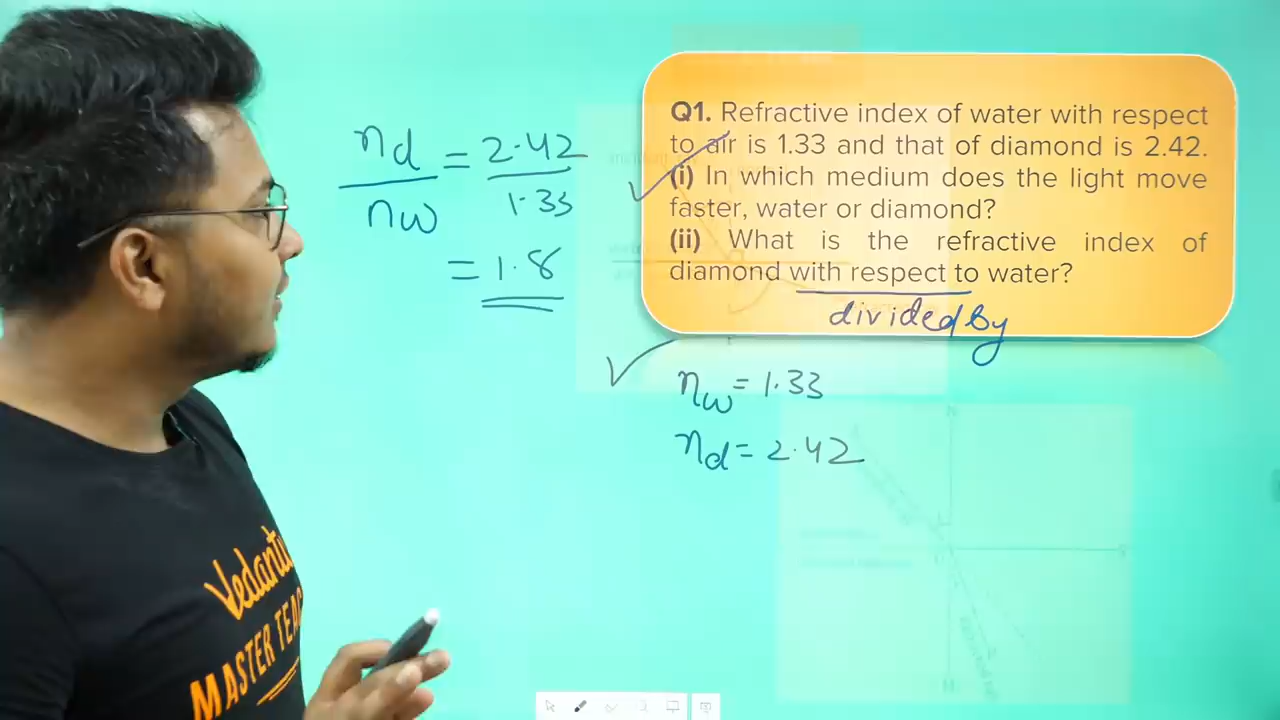 Q1. Refractive index of water with respect
to air is 1.33 and that of diamond is 2.42.
(i) In which medium does the light move
faster, water or diamond?
(ii) What is the refractive index of
diamond with respect to water?
divided By
nd = 2.42
nw 1.33
= 1.8
nw = 1.33
nd = 2.42
Vedantu
MASTER TEA